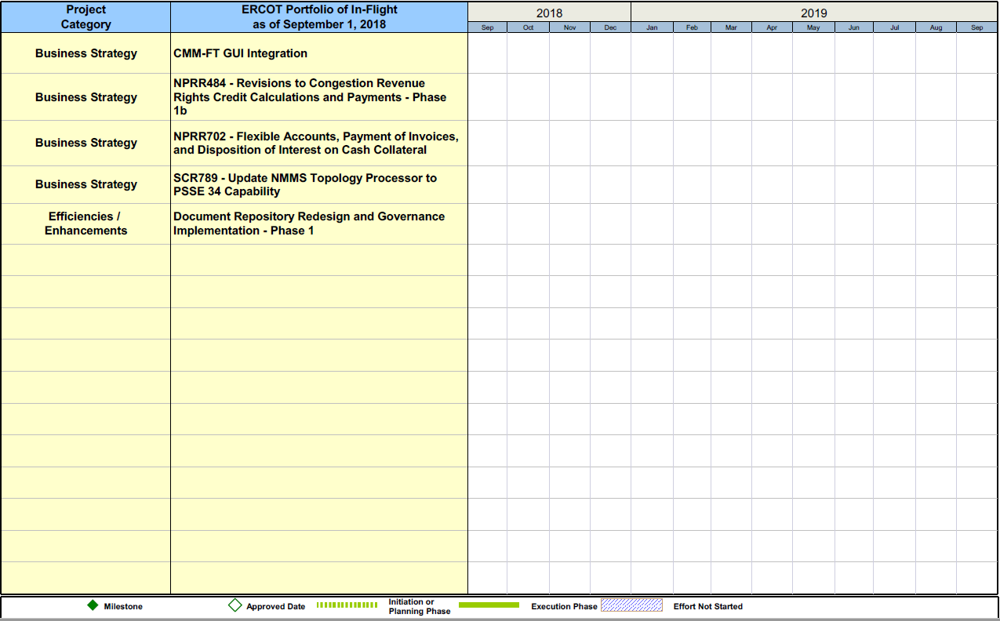 Project
Category
ERCOT Portfolio of In-Flight
as of September 1, 2018
2018
2019
Sep
Oct
Nov
Dec
Jan
Feb
Mar
Apr
May
Jun
Jul
Aug
Sep
Business Strategy
CMM-FT GUI Integration
Business Strategy
NPRR484 - Revisions to Congestion Revenue
Rights Credit Calculations and Payments - Phase
1b
Business Strategy
NPRR702 - Flexible Accounts, Payment of Invoices,
and Disposition of Interest on Cash Collateral
Business Strategy
SCR789 - Update NMMS Topology Processor to
PSSE 34 Capability
Efficiencies /
Enhancements
Document Repository Redesign and Governance
Implementation - Phase 1
Milestone
Approved Date
Initiation or
Planning Phase
Execution Phase
Effort Not Started